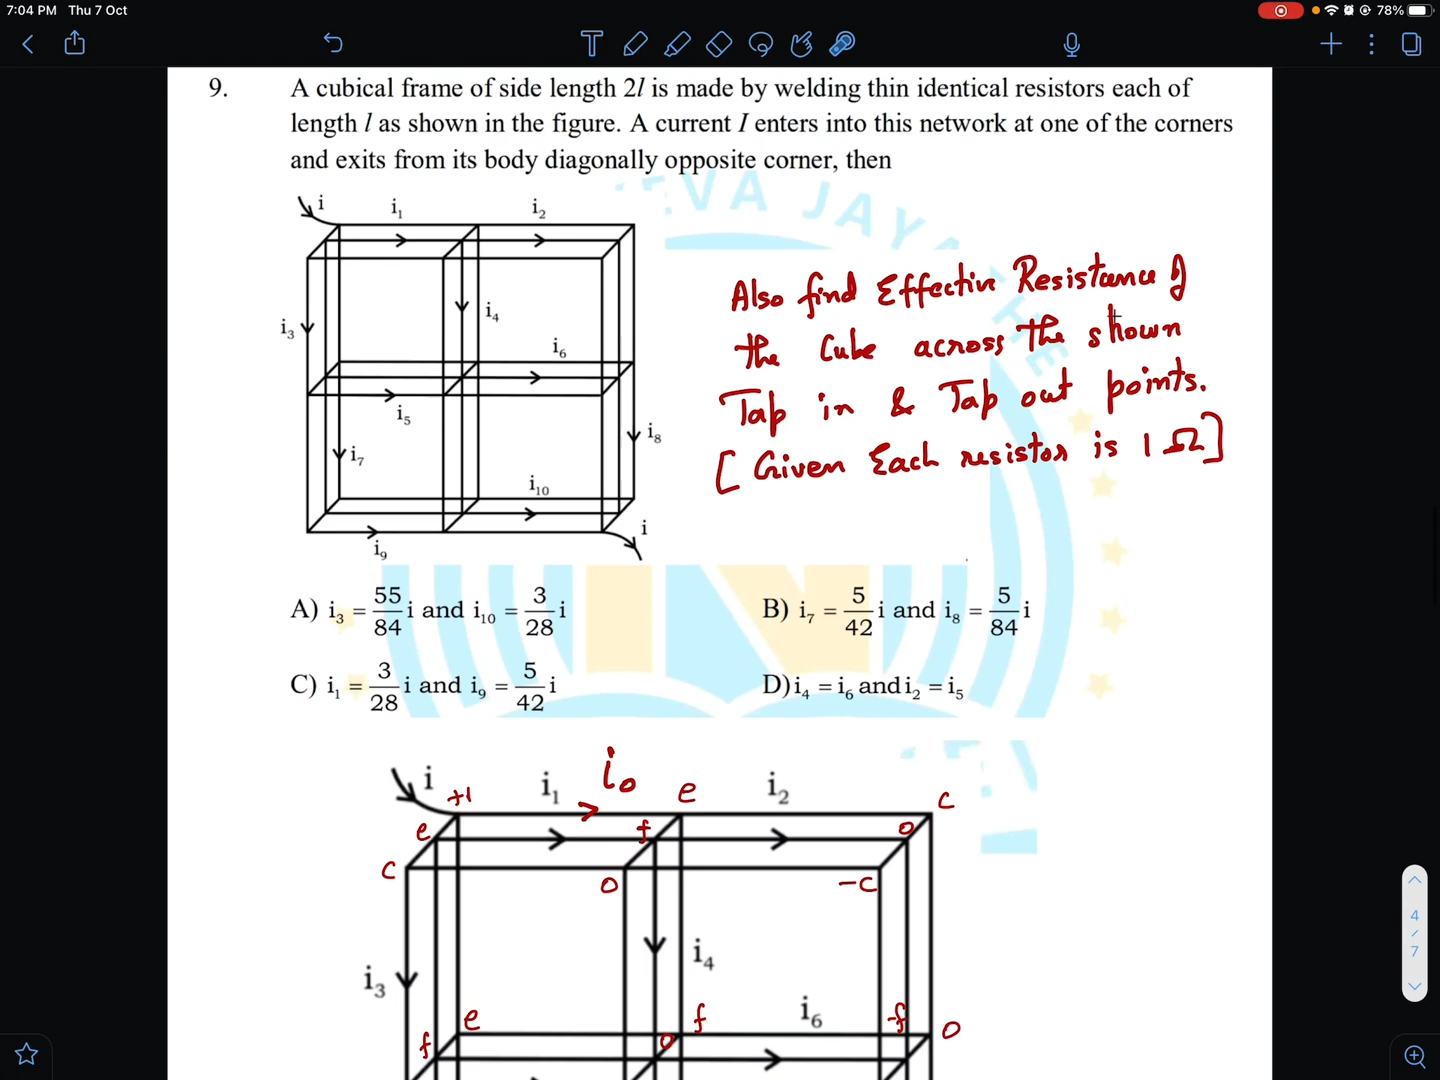 7:04 PM Thu 7 Oct
78%
9. A cubical frame of side length 2l is made by welding thin identical resistors each of
length l as shown in the figure. A current I enters into this network at one of the corners
and exits from its body diagonally opposite corner, then
EVA JAYA THE
i
i₁
i₂
i₃
i₄
i₆
i₅
i₈
i₇
i₁₀
i
i₉
Also find Effective Resistance of
the Cube across the shown
Tap in & Tap out points.
[Given Each resistor is 1 Ω]
A) i₃ = 55/84 i and i₁₀ = 3/28 i
B) i₇ = 5/42 i and i₈ = 5/84 i
C) i₁ = 3/28 i and i₉ = 5/42 i
D) i₄ = i₆ and i₂ = i₅
i
+1
i₁
i₀
e
i₂
c
e
f
o
c
o
-c
i₃
i₄
e
f
i₆
-f
o
f
o
4
/
7